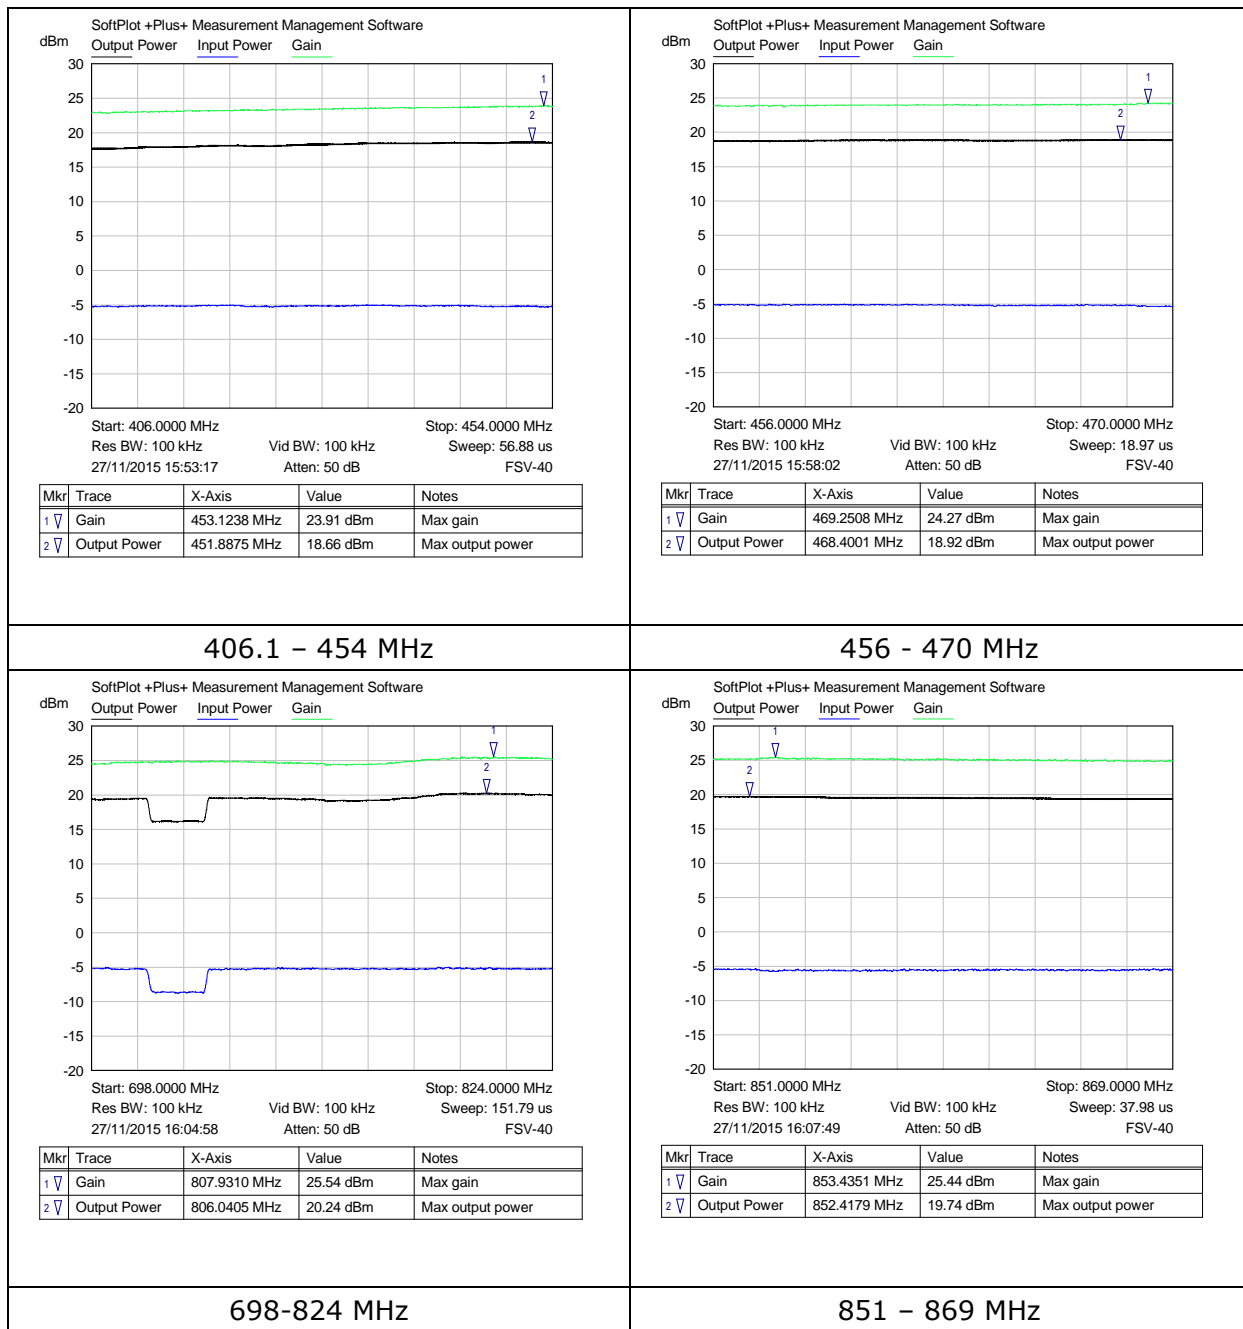 SoftPlot +Plus+ Measurement Management Software
dBm Output Power Input Power Gain
30
25
20
15
10
5
0
-5
-10
-15
-20
1
2
Start: 406.0000 MHz Stop: 454.0000 MHz
Res BW: 100 kHz Vid BW: 100 kHz Sweep: 56.88 us
27/11/2015 15:53:17 Atten: 50 dB FSV-40
Mkr Trace X-Axis Value Notes
1 Gain 453.1238 MHz 23.91 dBm Max gain
2 Output Power 451.8875 MHz 18.66 dBm Max output power
406.1 – 454 MHz
SoftPlot +Plus+ Measurement Management Software
dBm Output Power Input Power Gain
30
25
20
15
10
5
0
-5
-10
-15
-20
1
2
Start: 456.0000 MHz Stop: 470.0000 MHz
Res BW: 100 kHz Vid BW: 100 kHz Sweep: 18.97 us
27/11/2015 15:58:02 Atten: 50 dB FSV-40
Mkr Trace X-Axis Value Notes
1 Gain 469.2508 MHz 24.27 dBm Max gain
2 Output Power 468.4001 MHz 18.92 dBm Max output power
456 - 470 MHz
SoftPlot +Plus+ Measurement Management Software
dBm Output Power Input Power Gain
30
25
20
15
10
5
0
-5
-10
-15
-20
1
2
Start: 698.0000 MHz Stop: 824.0000 MHz
Res BW: 100 kHz Vid BW: 100 kHz Sweep: 151.79 us
27/11/2015 16:04:58 Atten: 50 dB FSV-40
Mkr Trace X-Axis Value Notes
1 Gain 807.9310 MHz 25.54 dBm Max gain
2 Output Power 806.0405 MHz 20.24 dBm Max output power
698-824 MHz
SoftPlot +Plus+ Measurement Management Software
dBm Output Power Input Power Gain
30
25
20
15
10
5
0
-5
-10
-15
-20
1
2
Start: 851.0000 MHz Stop: 869.0000 MHz
Res BW: 100 kHz Vid BW: 100 kHz Sweep: 37.98 us
27/11/2015 16:07:49 Atten: 50 dB FSV-40
Mkr Trace X-Axis Value Notes
1 Gain 853.4351 MHz 25.44 dBm Max gain
2 Output Power 852.4179 MHz 19.74 dBm Max output power
851 – 869 MHz